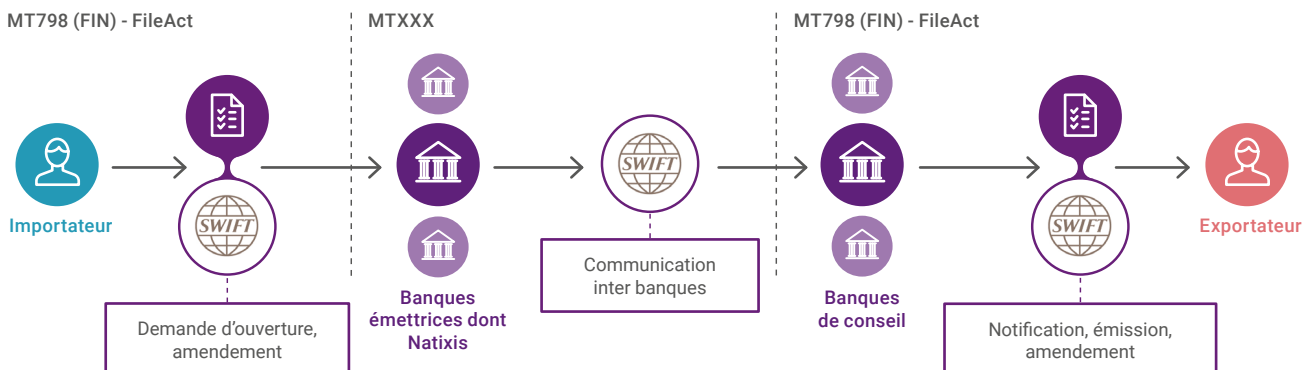 MT798 (FIN) - FileAct
MTXXX
MT798 (FIN) - FileAct
Importateur
SWIFT
Demande d’ouverture,
amendement
Banques
émettrices dont
Natixis
SWIFT
Communication
inter banques
Banques
de conseil
SWIFT
Notification, émission,
amendement
Exportateur